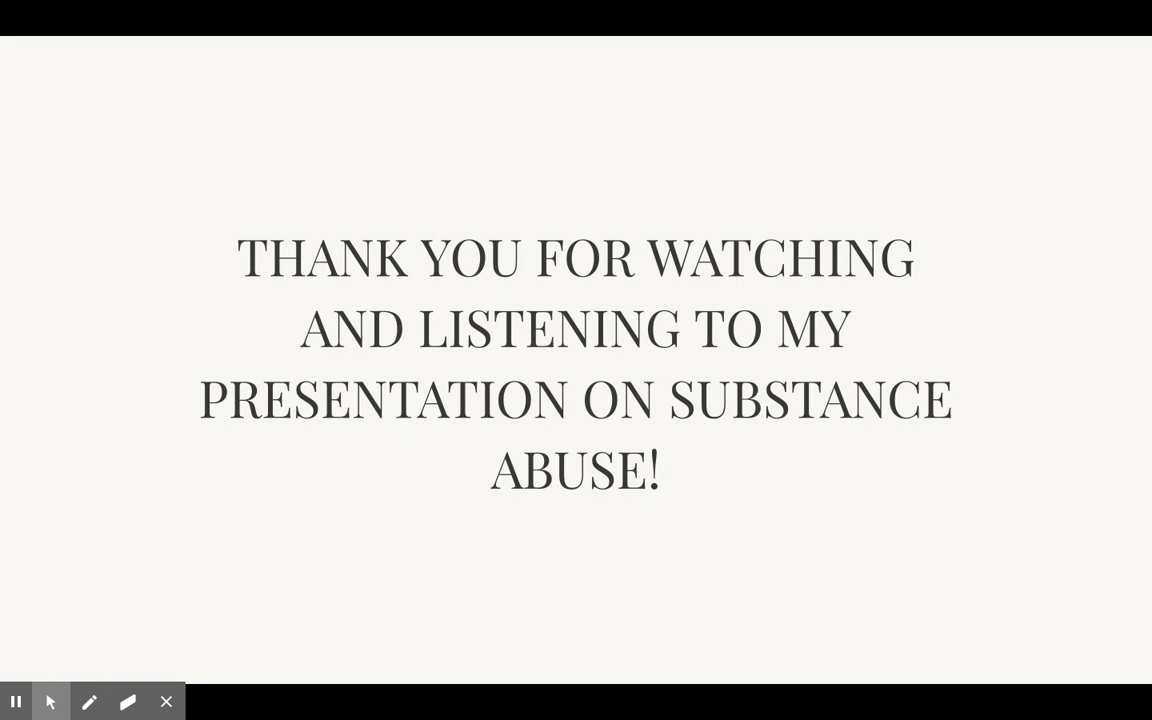 THANK YOU FOR WATCHING
AND LISTENING TO MY
PRESENTATION ON SUBSTANCE
ABUSE!